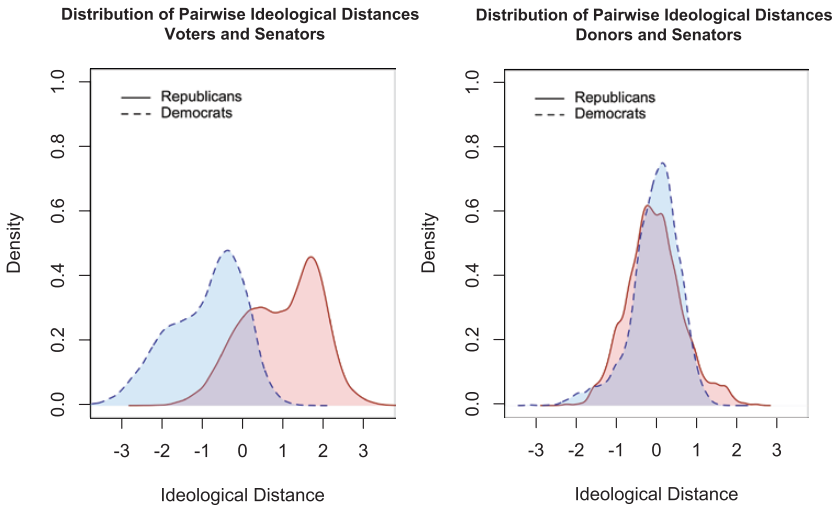 Distribution of Pairwise Ideological Distances
Voters and Senators
Republicans
Democrats
Density
0.0 0.2 0.4 0.6 0.8 1.0
-3 -2 -1 0 1 2 3
Ideological Distance
Distribution of Pairwise Ideological Distances
Donors and Senators
Republicans
Democrats
Density
0.0 0.2 0.4 0.6 0.8 1.0
-3 -2 -1 0 1 2 3
Ideological Distance